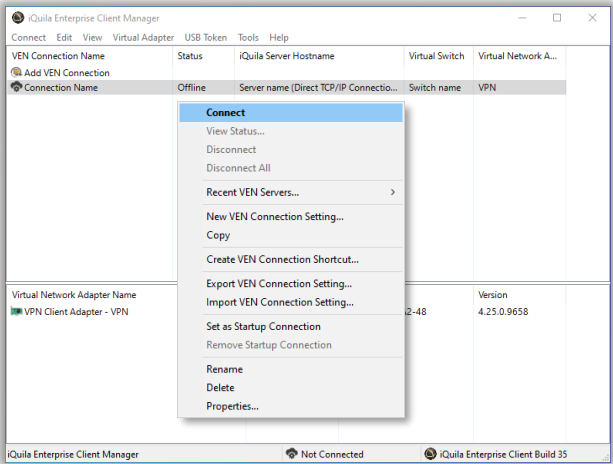 iQuila Enterprise Client Manager
Connect Edit View Virtual Adapter USB Token Tools Help
VEN Connection Name Status iQuila Server Hostname Virtual Switch Virtual Network A...
Add VEN Connection
Connection Name Offline Server name (Direct TCP/IP Connectio... Switch name VPN
Connect
View Status...
Disconnect
Disconnect All
Recent VEN Servers...
New VEN Connection Setting...
Copy
Create VEN Connection Shortcut...
Export VEN Connection Setting...
Import VEN Connection Setting...
Set as Startup Connection
Remove Startup Connection
Rename
Delete
Properties...
Virtual Network Adapter Name Version
VPN Client Adapter - VPN 2-48 4.25.0.9658
iQuila Enterprise Client Manager Not Connected iQuila Enterprise Client Build 35